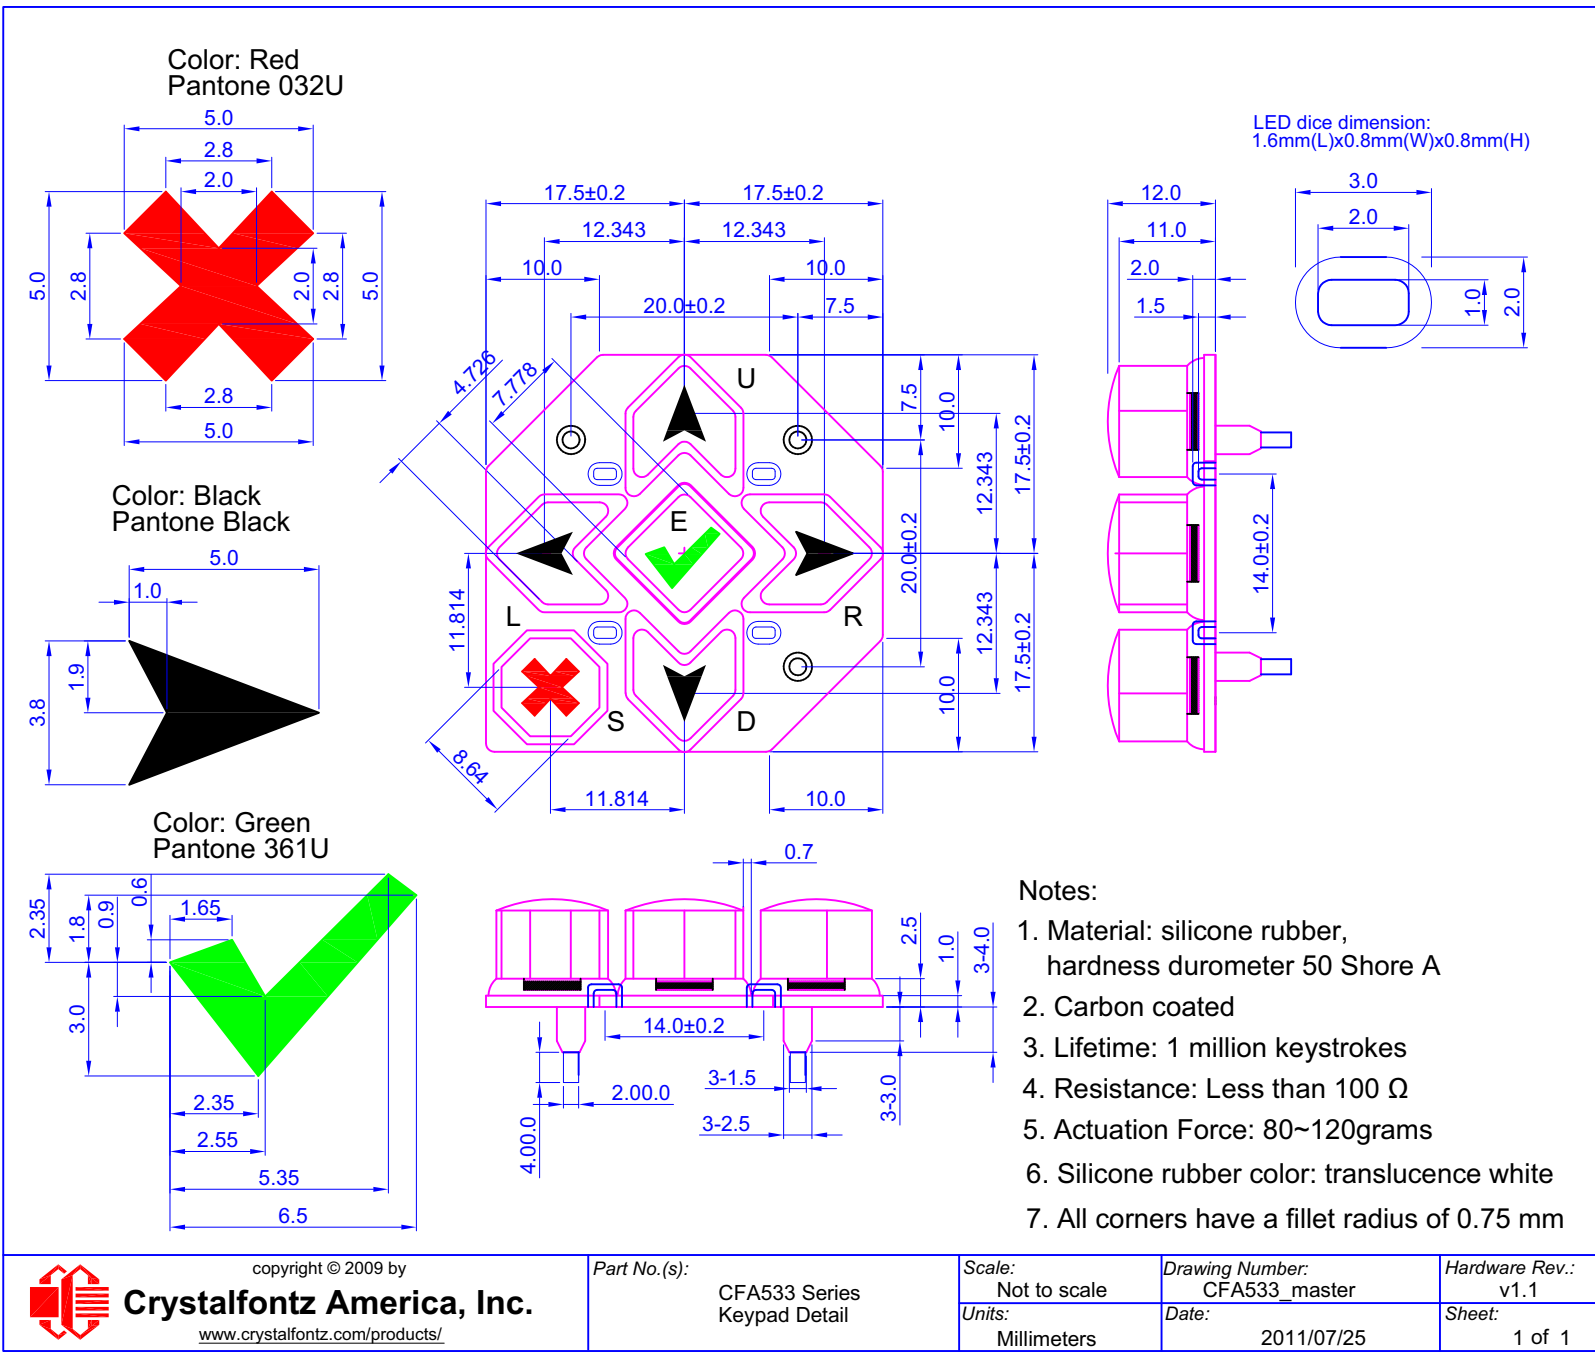 Color: Red
Pantone 032U
5.0
2.8
2.0
5.0
2.8
2.0
2.8
5.0
2.8
5.0
Color: Black
Pantone Black
5.0
1.0
1.9
3.8
Color: Green
Pantone 361U
2.35
1.8
0.9
0.6
1.65
3.0
2.35
2.55
5.35
6.5
17.5±0.2
17.5±0.2
12.343
12.343
10.0
10.0
20.0±0.2
7.5
4.726
7.778
U
E
L
R
S
D
7.5
10.0
12.343
17.5±0.2
20.0±0.2
12.343
17.5±0.2
10.0
11.814
8.64
11.814
10.0
LED dice dimension:
1.6mm(L)x0.8mm(W)x0.8mm(H)
12.0
11.0
2.0
1.5
3.0
2.0
1.0
2.0
14.0±0.2
0.7
2.5
1.0
3-4.0
14.0±0.2
3-1.5
2.00.0
3-2.5
3-3.0
4.00.0
Notes:
1. Material: silicone rubber,
hardness durometer 50 Shore A
2. Carbon coated
3. Lifetime: 1 million keystrokes
4. Resistance: Less than 100 Ω
5. Actuation Force: 80~120grams
6. Silicone rubber color: translucence white
7. All corners have a fillet radius of 0.75 mm
copyright © 2009 by
Crystalfontz America, Inc.
www.crystalfontz.com/products/
Part No.(s):
CFA533 Series
Keypad Detail
Scale:
Not to scale
Units:
Millimeters
Drawing Number:
CFA533_master
Date:
2011/07/25
Hardware Rev.:
v1.1
Sheet:
1 of 1